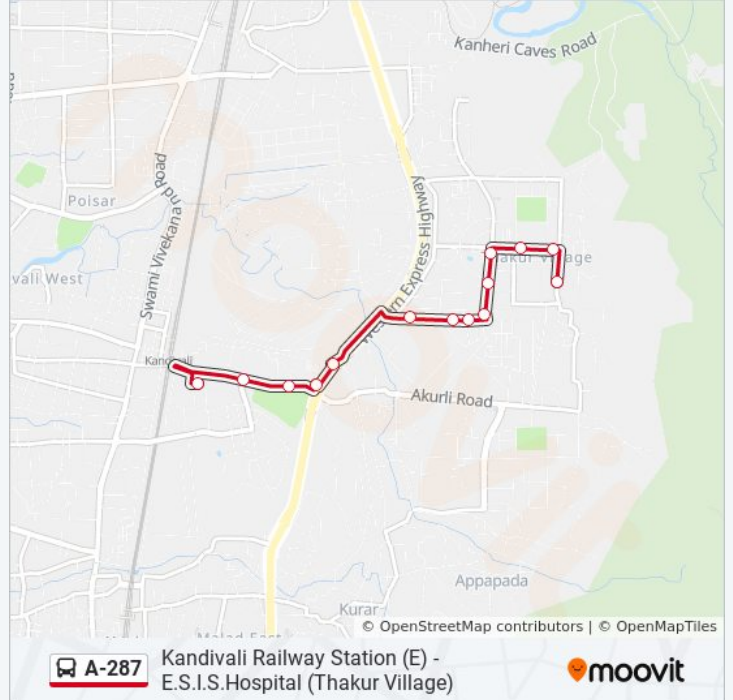 Kanheri Caves Road
Poisar
Swami Vivekanand Road
Western Express Highway
Thakur Village
vali West
Kandivali
Akurli Road
Appapada
Kurar
Malad East
© OpenStreetMap contributors | © OpenMapTiles
A-287
Kandivali Railway Station (E) -
E.S.I.S.Hospital (Thakur Village)
moovit